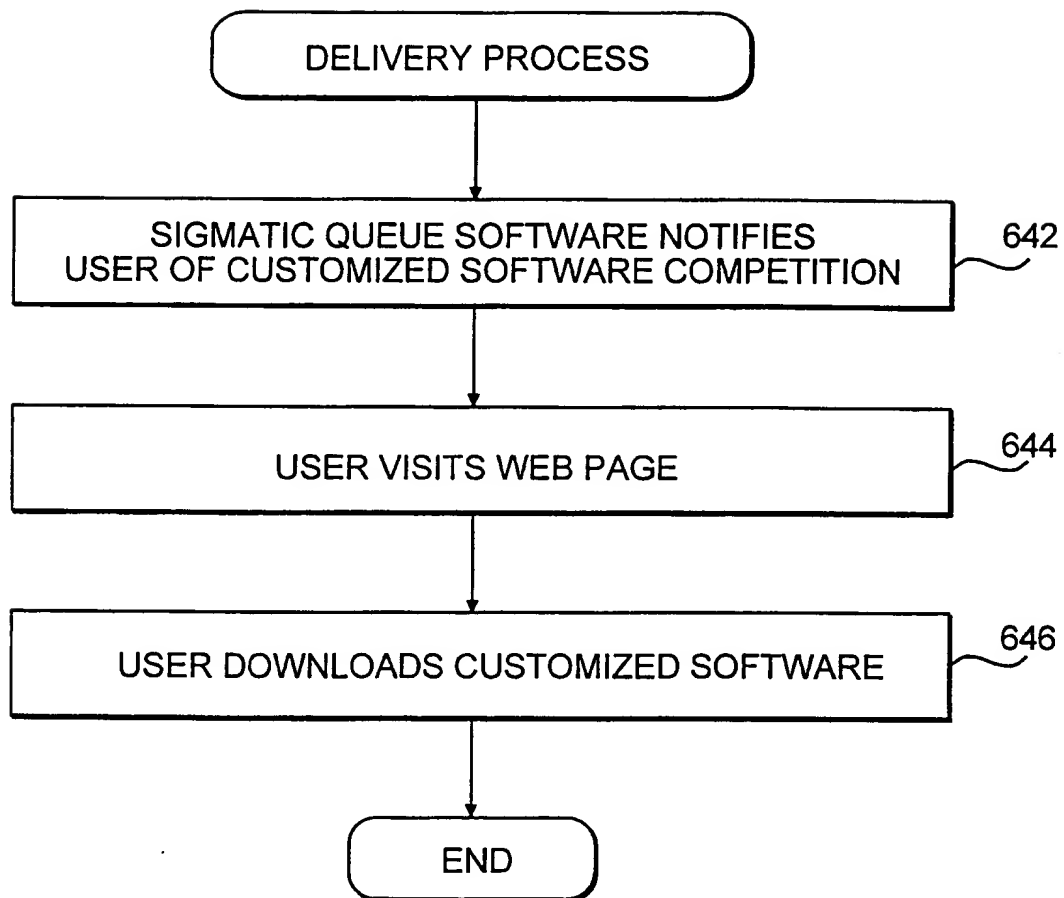 DELIVERY PROCESS
SIGMATIC QUEUE SOFTWARE NOTIFIES
USER OF CUSTOMIZED SOFTWARE COMPETITION
642
USER VISITS WEB PAGE
644
USER DOWNLOADS CUSTOMIZED SOFTWARE
646
END